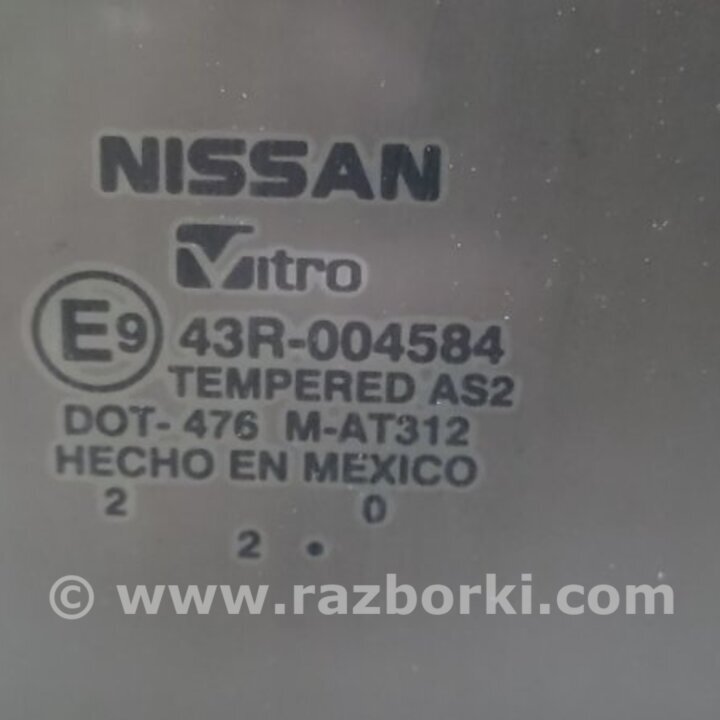 NISSAN
Vitro
E9 43R-004584
TEMPERED AS2
DOT- 476 M-AT312
HECHO EN MEXICO
2 0
2 •
© www.razborki.com